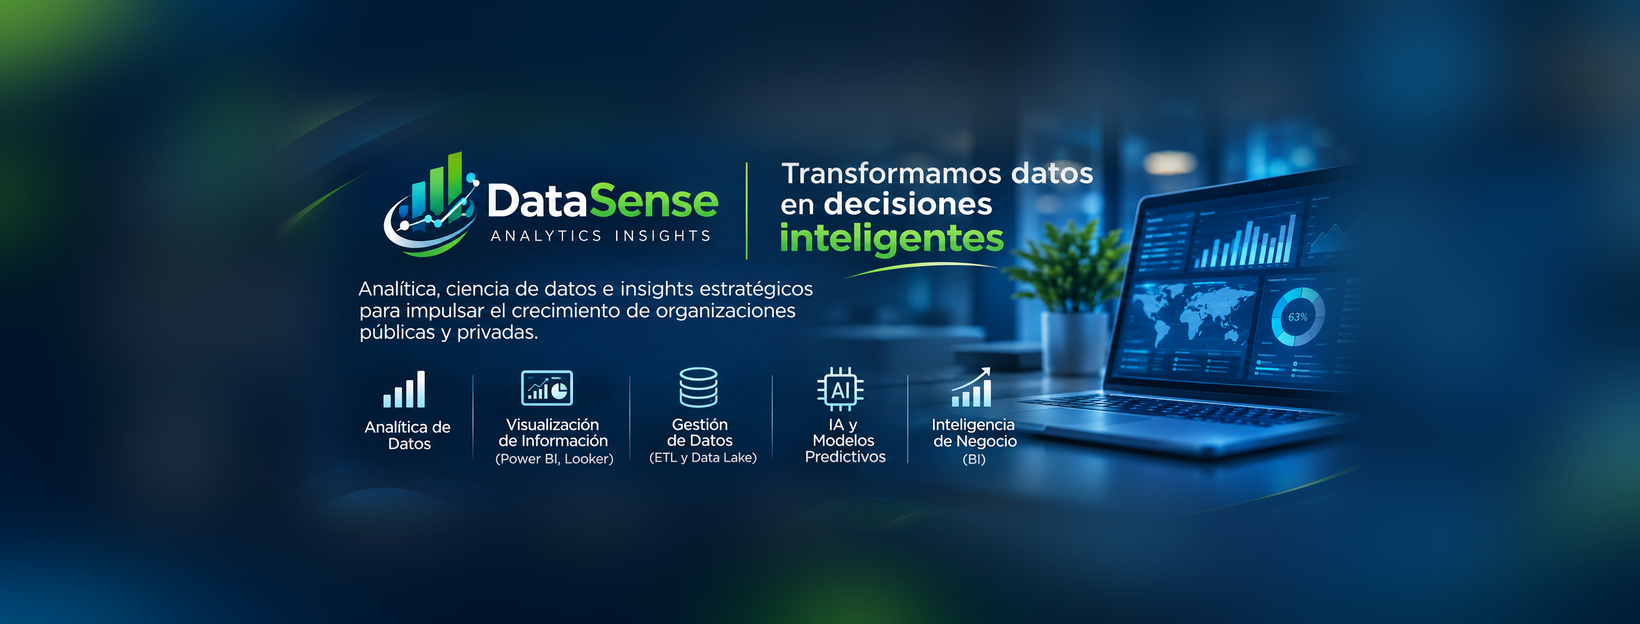 DataSense
ANALYTICS INSIGHTS
Transformamos datos
en decisiones
inteligentes
Analítica, ciencia de datos e insights estratégicos
para impulsar el crecimiento de organizaciones
públicas y privadas.
Analítica de
Datos
Visualización
de Información
(Power BI, Looker)
Gestión
de Datos
(ETL y Data Lake)
AI
IA y
Modelos
Predictivos
Inteligencia
de Negocio
(BI)
63%